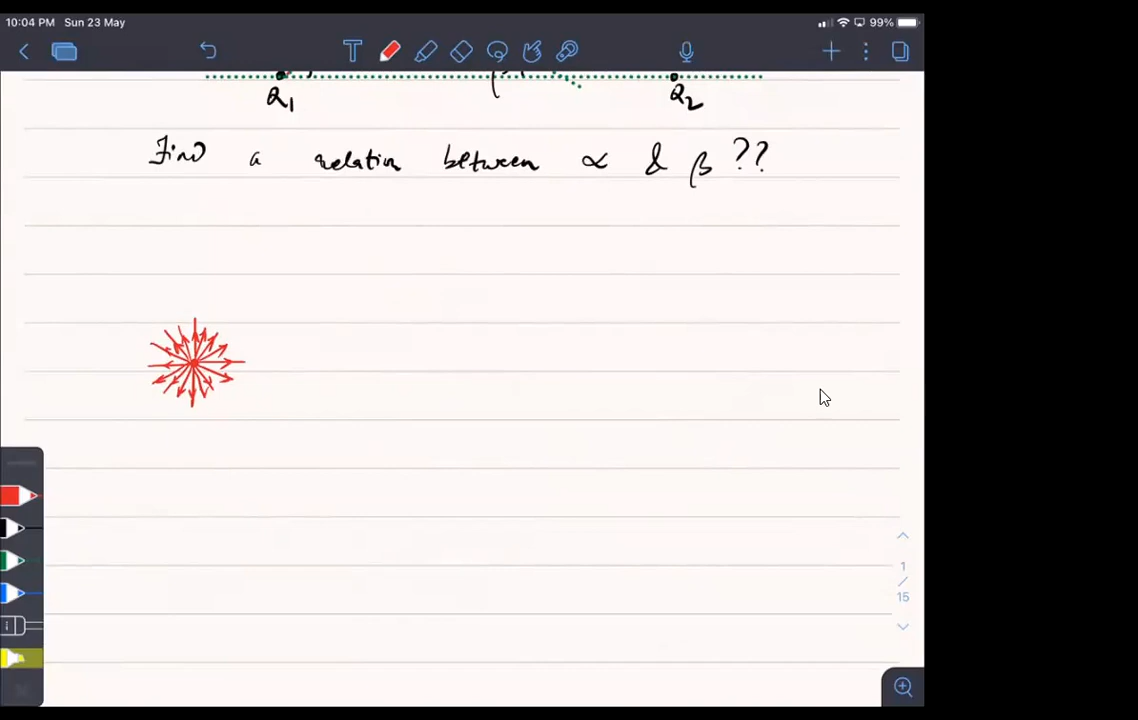 10:04 PM Sun 23 May 99%
T
Q1 β Q2
Find a relation between α & β ??
1
/
15